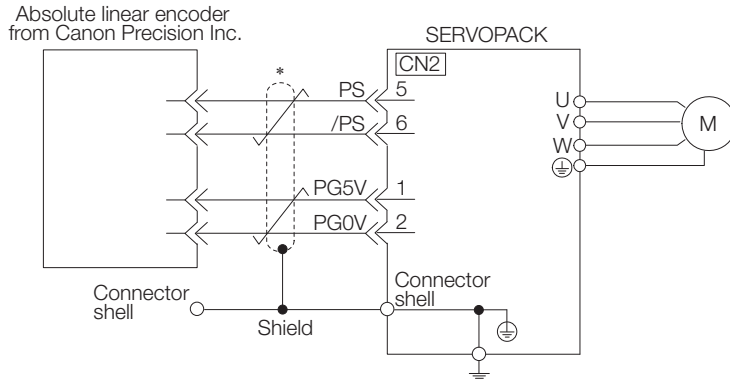 Absolute linear encoder
from Canon Precision Inc.
SERVOPACK
CN2
*
PS 5
/PS 6
PG5V 1
PG0V 2
U
V
W
M
Connector
shell
Shield
Connector
shell